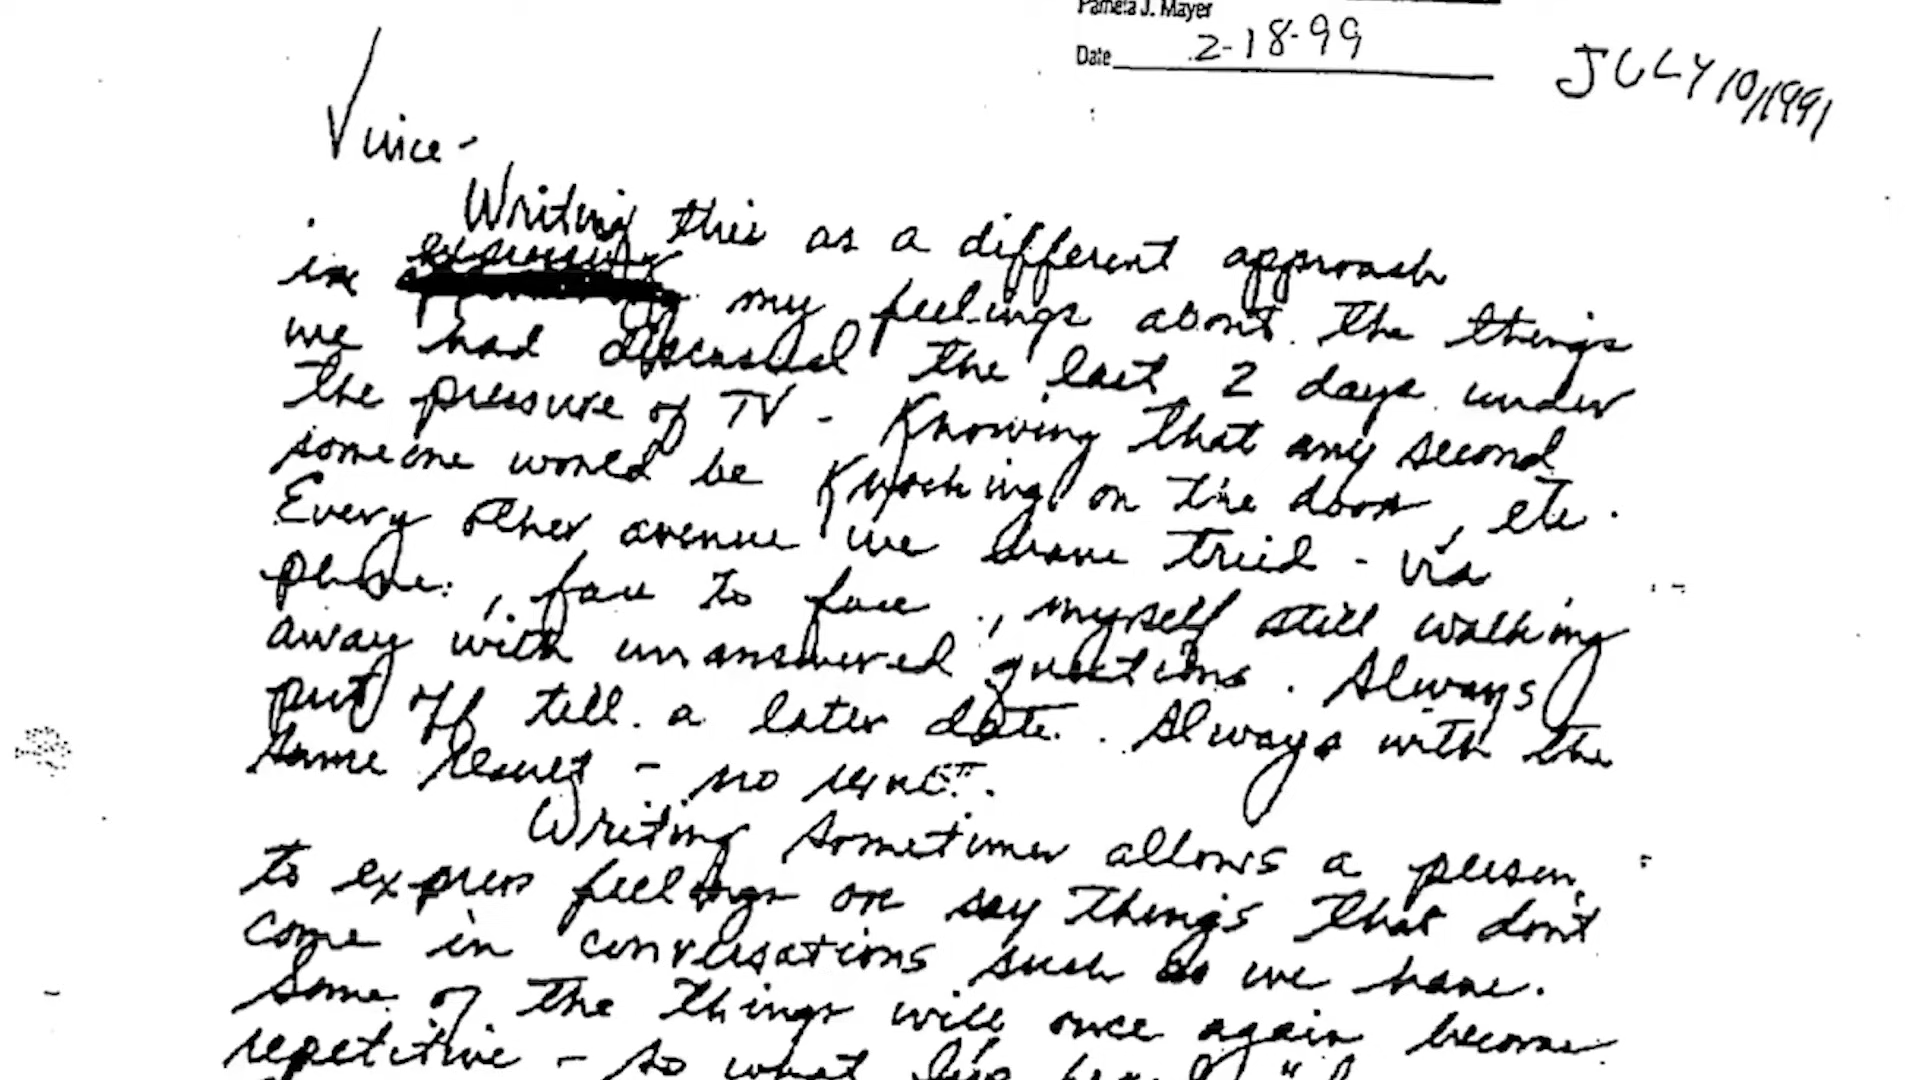 Pamela J. Mayer
Date 2-18-99
JULY 10/1991
Vince-
Writing this as a different approach
in expressing my feelings about the things
we had discussed the last 2 days under
the pressure of TV - Knowing that any second
someone would be knocking on the door, etc.
Every other avenue we have tried - via
phone, face to face, myself still walking
away with unanswered questions. Always
put off till a later date. Always with the
same result - no
Writing sometimes allows a person
to express feelings or say things that don't
come in conversations such as we have.
Some of the things will once again become
repetitive - so what